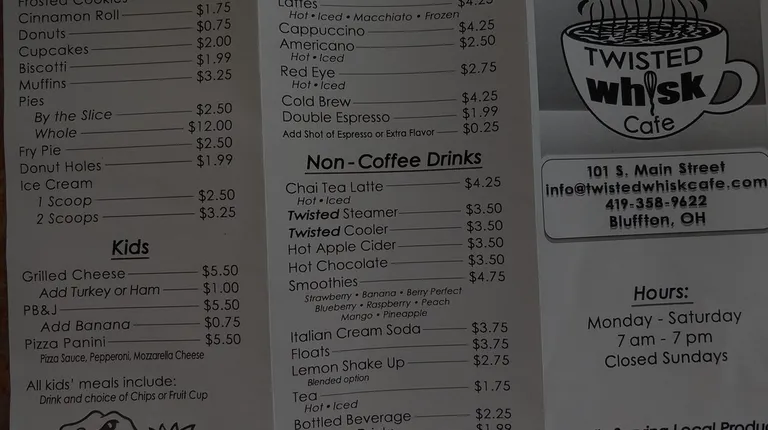 Frosted Cookies
Cinnamon Roll $1.75
Donuts $0.75
Cupcakes $2.00
Biscotti $1.99
Muffins $3.25
Pies
By the Slice $2.50
Whole $12.00
Fry Pie $2.50
Donut Holes $1.99
Ice Cream
1 Scoop $2.50
2 Scoops $3.25
Kids
Grilled Cheese $5.50
Add Turkey or Ham $1.00
PB&J $5.50
Add Banana $0.75
Pizza Panini $5.50
Pizza Sauce, Pepperoni, Mozzarella Cheese
All kids' meals include:
Drink and choice of Chips or Fruit Cup
Lattes $4.25
Hot • Iced • Macchiato • Frozen
Cappuccino $4.25
Americano $2.50
Hot • Iced
Red Eye $2.75
Hot • Iced
Cold Brew $4.25
Double Espresso $1.99
Add Shot of Espresso or Extra Flavor $0.25
Non-Coffee Drinks
Chai Tea Latte $4.25
Hot • Iced
Twisted Steamer $3.50
Twisted Cooler $3.50
Hot Apple Cider $3.50
Hot Chocolate $3.50
Smoothies $4.75
Strawberry • Banana • Berry Perfect
Blueberry • Raspberry • Peach
Mango • Pineapple
Italian Cream Soda $3.75
Floats $3.75
Lemon Shake Up $2.75
Blended option
Tea $1.75
Hot • Iced
Bottled Beverage $2.25
$1.99
TWISTED
whisk
Cafe
101 S. Main Street
info@twistedwhiskcafe.com
419-358-9622
Bluffton, OH
Hours:
Monday - Saturday
7 am - 7 pm
Closed Sundays
Local